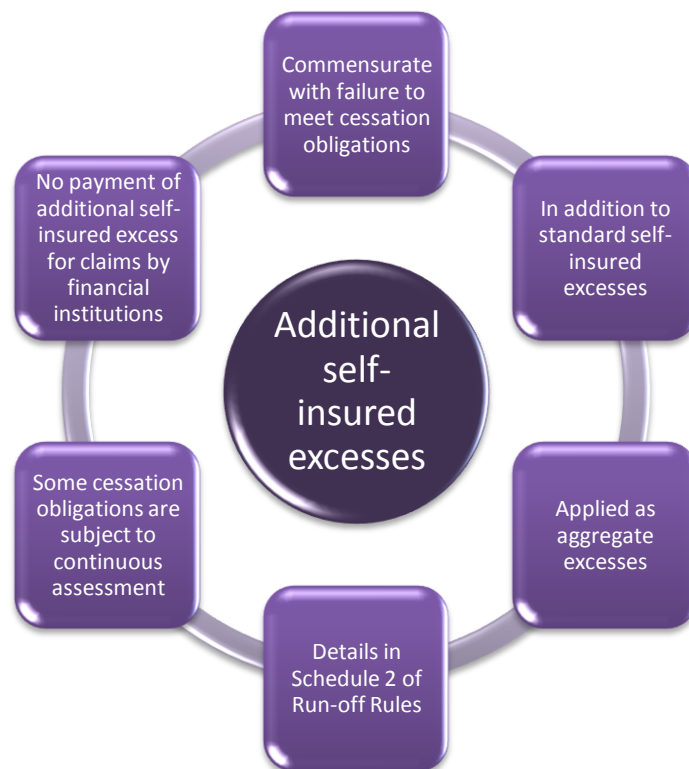 Commensurate
with failure to
meet cessation
obligations
In addition to
standard self-
insured
excesses
Applied as
aggregate
excesses
Details in
Schedule 2 of
Run-off Rules
Some cessation
obligations are
subject to
continuous
assessment
No payment of
additional self-
insured excess
for claims by
financial
institutions
Additional
self-
insured
excesses